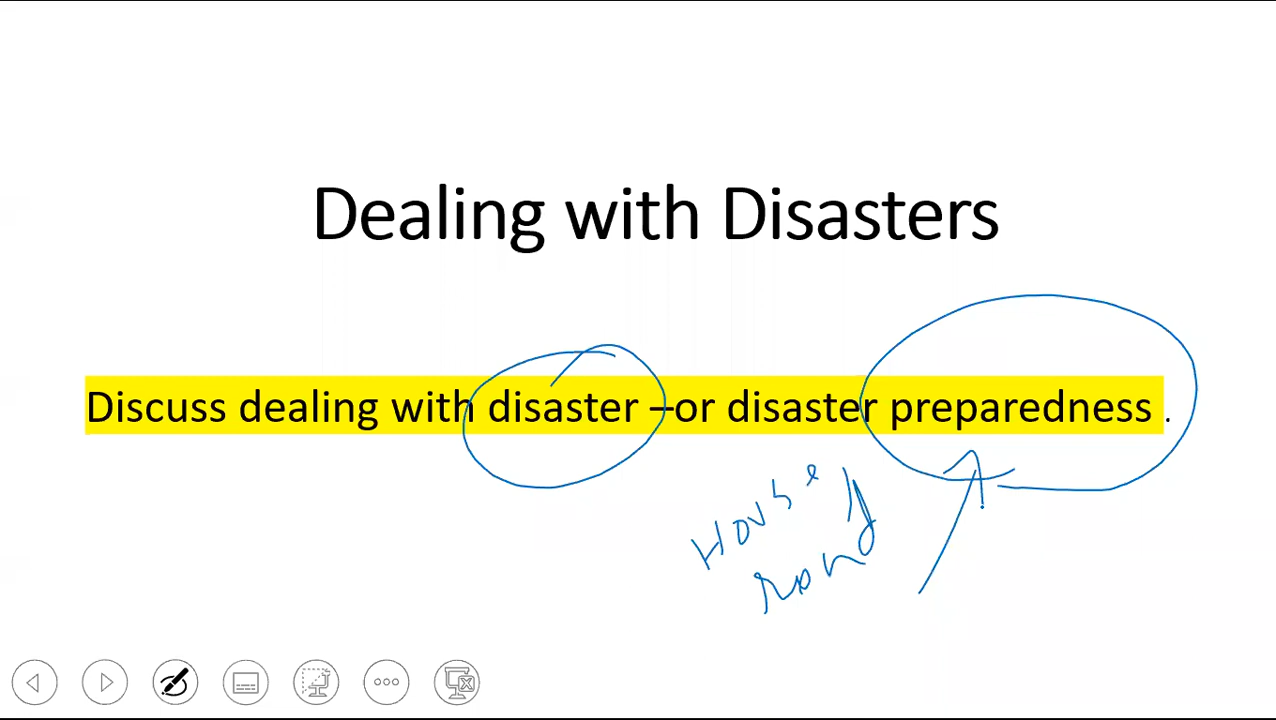 Dealing with Disasters
Discuss dealing with disaster –or disaster preparedness .
House